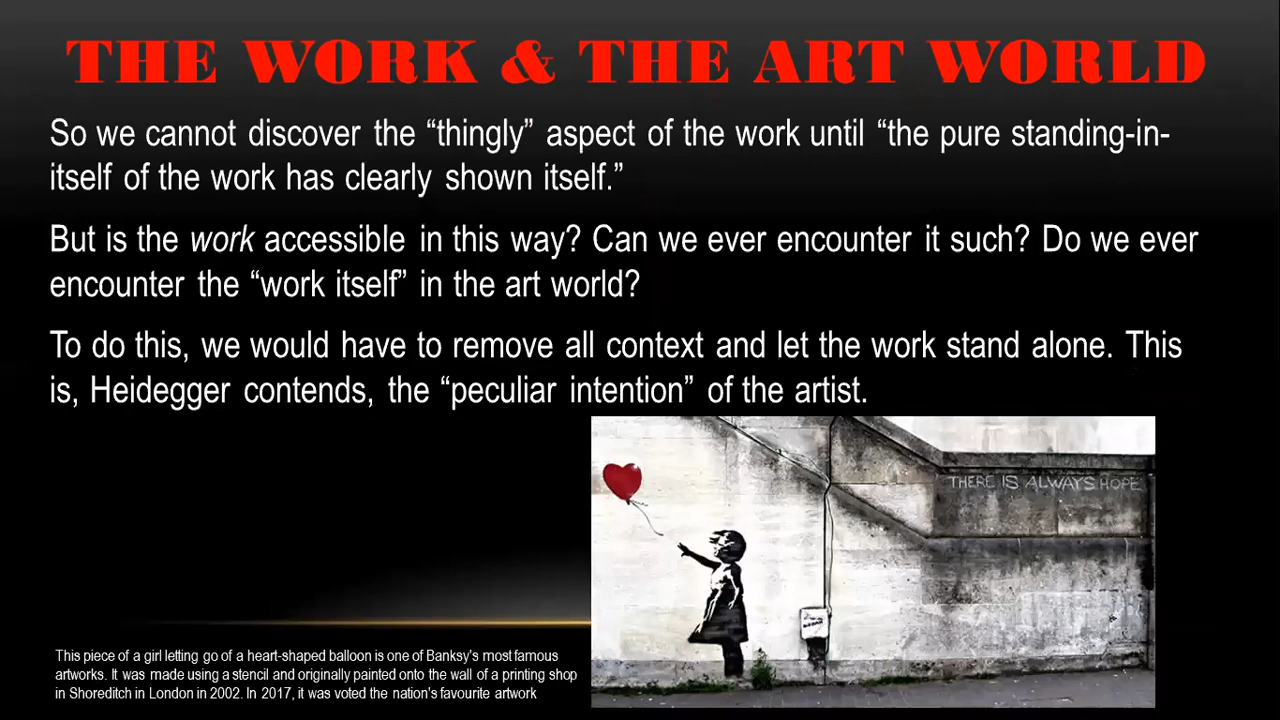 THE WORK & THE ART WORLD
So we cannot discover the “thingly” aspect of the work until “the pure standing-in-
itself of the work has clearly shown itself.”
But is the work accessible in this way? Can we ever encounter it such? Do we ever
encounter the “work itself” in the art world?
To do this, we would have to remove all context and let the work stand alone. This
is, Heidegger contends, the “peculiar intention” of the artist.
THERE IS ALWAYS HOPE
This piece of a girl letting go of a heart-shaped balloon is one of Banksy's most famous
artworks. It was made using a stencil and originally painted onto the wall of a printing shop
in Shoreditch in London in 2002. In 2017, it was voted the nation's favourite artwork